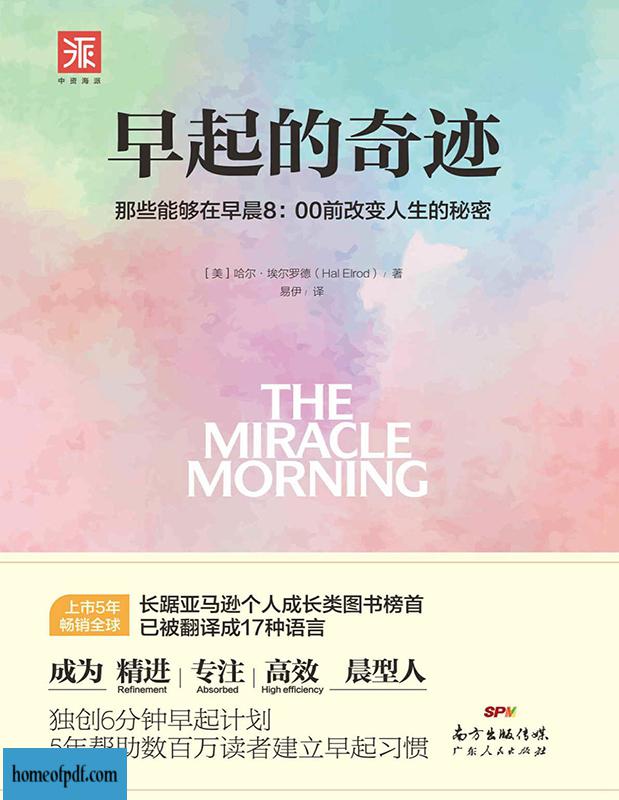 派
中资海派
早起的奇迹
那些能够在早晨8：00前改变人生的秘密
［美］哈尔·埃尔罗德（Hal Elrod）/ 著
易伊 / 译
THE
MIRACLE
MORNING
上市5年
畅销全球
长踞亚马逊个人成长类图书榜首
已被翻译成17种语言
成为 精进 | 专注 | 高效 晨型人
Refinement Absorbed High efficiency
独创6分钟早起计划
5年帮助数百万读者建立早起习惯
SPM
南方出版传媒
广东人民出版社
homeofpdf.com